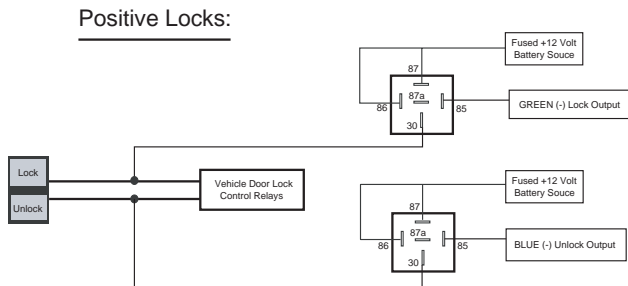 Positive Locks:
Fused +12 Volt
Battery Souce
87
87a
86
85
GREEN (-) Lock Output
30
Lock
Unlock
Vehicle Door Lock
Control Relays
Fused +12 Volt
Battery Souce
87
87a
86
85
BLUE (-) Unlock Output
30